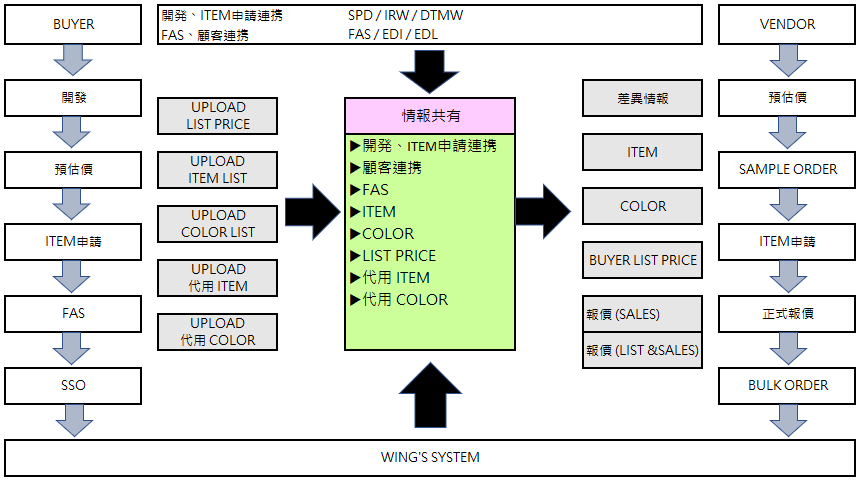 BUYER
開発、ITEM申請連携 SPD / IRW / DTMW
FAS、顧客連携 FAS / EDI / EDL
VENDOR
開發
預估價
ITEM申請
FAS
SSO
UPLOAD
LIST PRICE
UPLOAD
ITEM LIST
UPLOAD
COLOR LIST
UPLOAD
代用 ITEM
UPLOAD
代用 COLOR
情報共有
▶開発、ITEM申請連携
▶顧客連携
▶FAS
▶ITEM
▶COLOR
▶LIST PRICE
▶代用 ITEM
▶代用 COLOR
差異情報
ITEM
COLOR
BUYER LIST PRICE
報價 (SALES)
報價 (LIST &SALES)
預估價
SAMPLE ORDER
ITEM申請
正式報價
BULK ORDER
WING'S SYSTEM